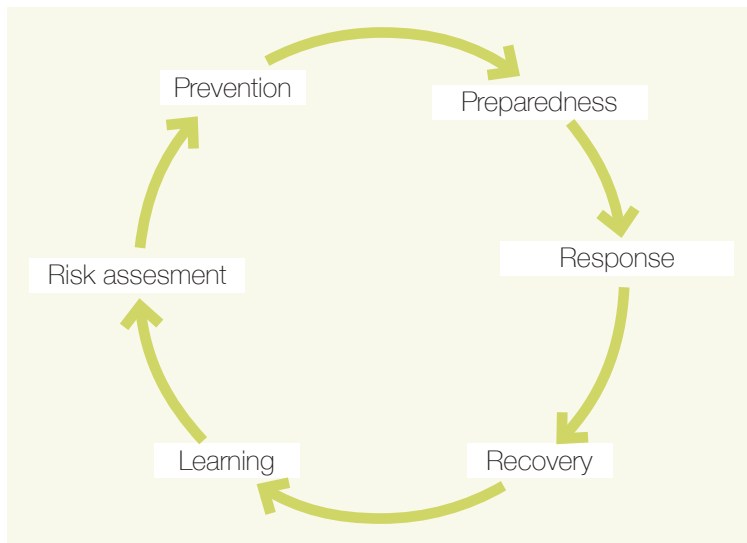 Prevention
Preparedness
Response
Recovery
Learning
Risk assesment